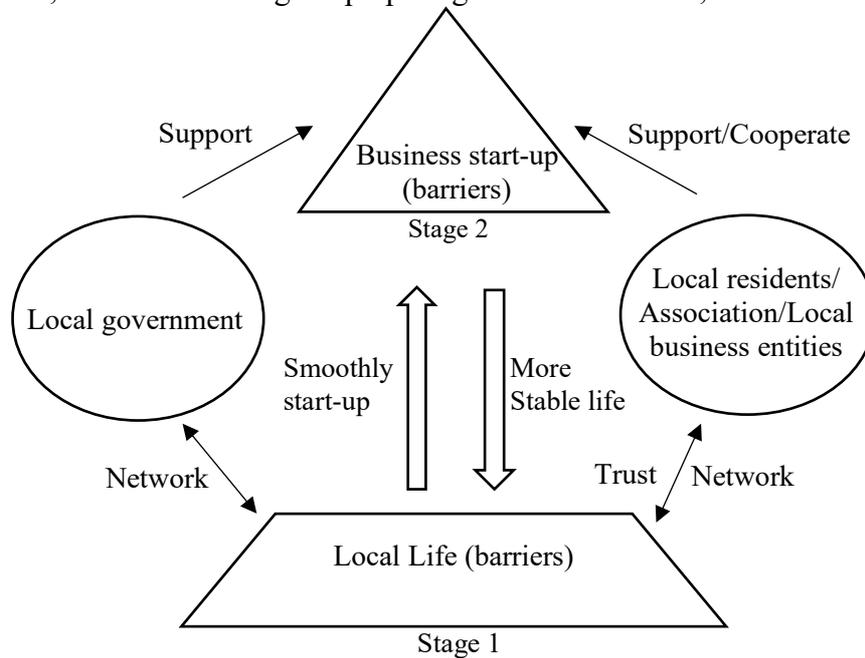 Support
Support/Cooperate
Business start-up
(barriers)
Stage 2
Local government
Local residents/
Association/Local
business entities
Smoothly
start-up
More
Stable life
Network
Trust
Network
Local Life (barriers)
Stage 1